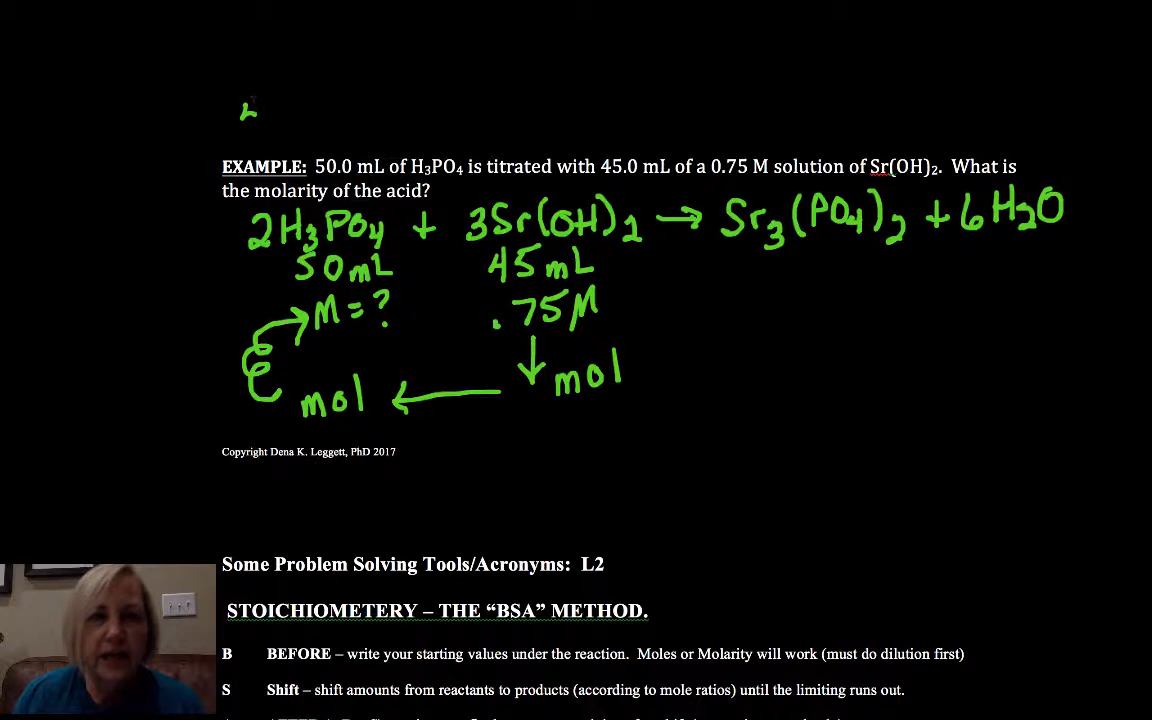 EXAMPLE: 50.0 mL of H₃PO₄ is titrated with 45.0 mL of a 0.75 M solution of Sr(OH)₂. What is
the molarity of the acid?
2H₃PO₄ + 3Sr(OH)₂ → Sr₃(PO₄)₂ + 6H₂O
50mL 45mL
M=? .75M
mol ← ↓ mol
Copyright Dena K. Leggett, PhD 2017
Some Problem Solving Tools/Acronyms: L2
STOICHIOMETERY – THE “BSA” METHOD.
B BEFORE – write your starting values under the reaction. Moles or Molarity will work (must do dilution first)
S Shift – shift amounts from reactants to products (according to mole ratios) until the limiting runs out.